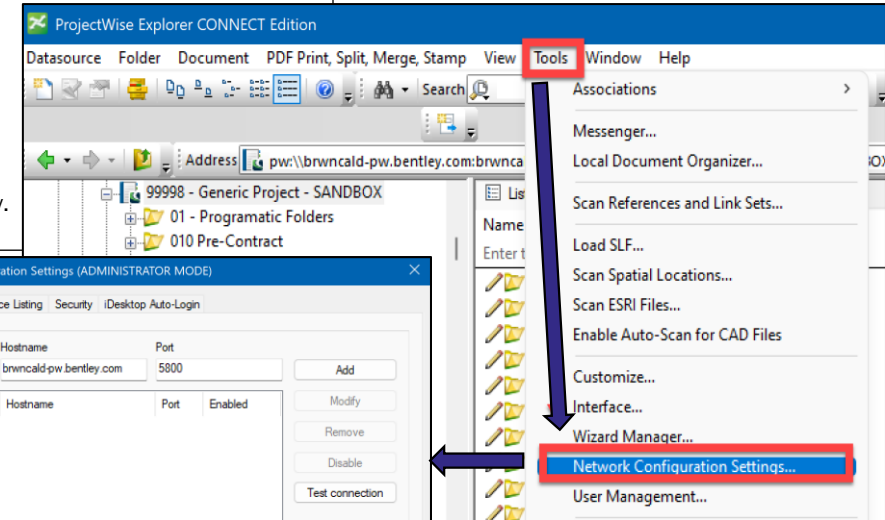 ProjectWise Explorer CONNECT Edition
Datasource Folder Document PDF Print, Split, Merge, Stamp View Tools Window Help
Search
Address pw:\\brwncald-pw.bentley.com:brwnca
99998 - Generic Project - SANDBOX
01 - Programatic Folders
010 Pre-Contract
Name
Enter t
Associations
Messenger...
Local Document Organizer...
Scan References and Link Sets...
Load SLF...
Scan Spatial Locations...
Scan ESRI Files...
Enable Auto-Scan for CAD Files
Customize...
Interface...
Wizard Manager...
Network Configuration Settings...
User Management...
ation Settings (ADMINISTRATOR MODE)
ce Listing Security iDesktop Auto-Login
Hostname Port
brwncald-pw.bentley.com 5800 Add
Hostname Port Enabled Modify
Remove
Disable
Test connection